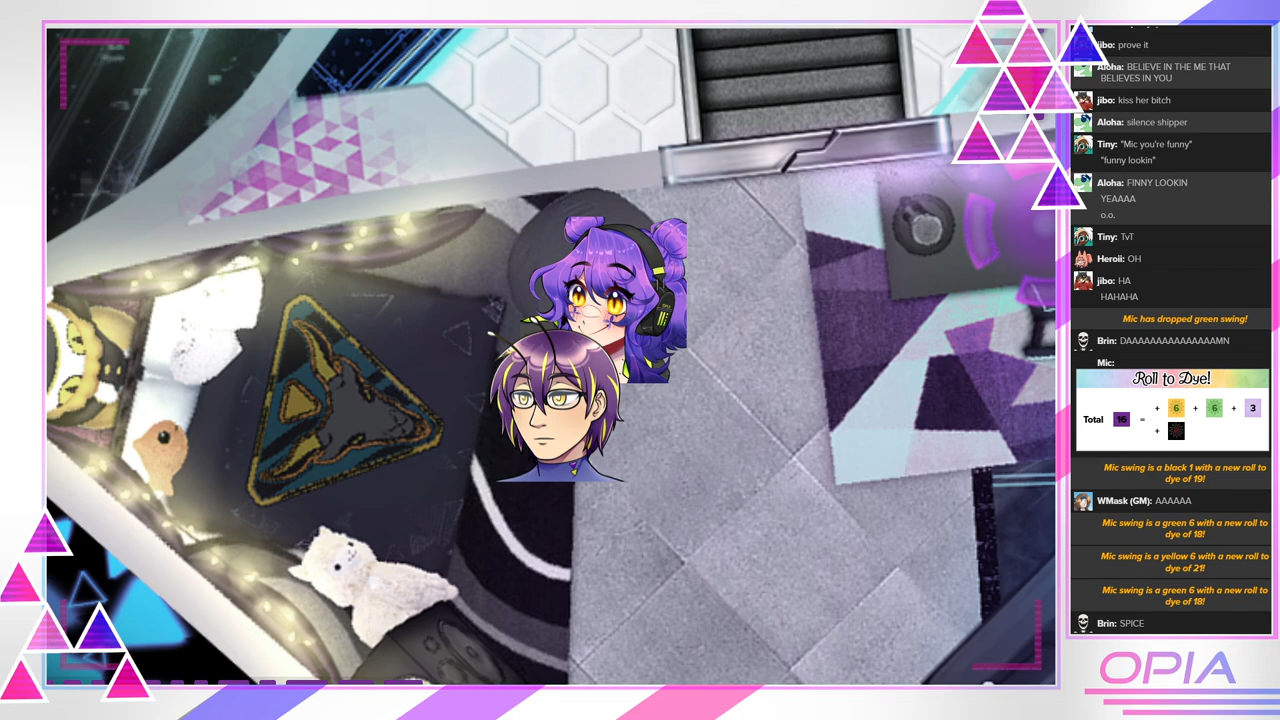 jibo: prove it
Aloha: BELIEVE IN THE ME THAT
BELIEVES IN YOU
jibo: kiss her bitch
Aloha: silence shipper
Tiny: "Mic you're funny"
"funny lookin"
Aloha: FINNY LOOKIN
YEAAAA
o.o.
Tiny: TvT
Heroii: OH
jibo: HA
HAHAHA
Mic has dropped green swing!
Brin: DAAAAAAAAAAAAAAAMN
Mic:
Roll to Dye!
Total 16 = + 6 + 6 + 3
+
Mic swing is a black 1 with a new roll to
dye of 19!
WMask (GM): AAAAAA
Mic swing is a green 6 with a new roll to
dye of 18!
Mic swing is a yellow 6 with a new roll to
dye of 21!
Mic swing is a green 6 with a new roll to
dye of 18!
Brin: SPICE
OPIA